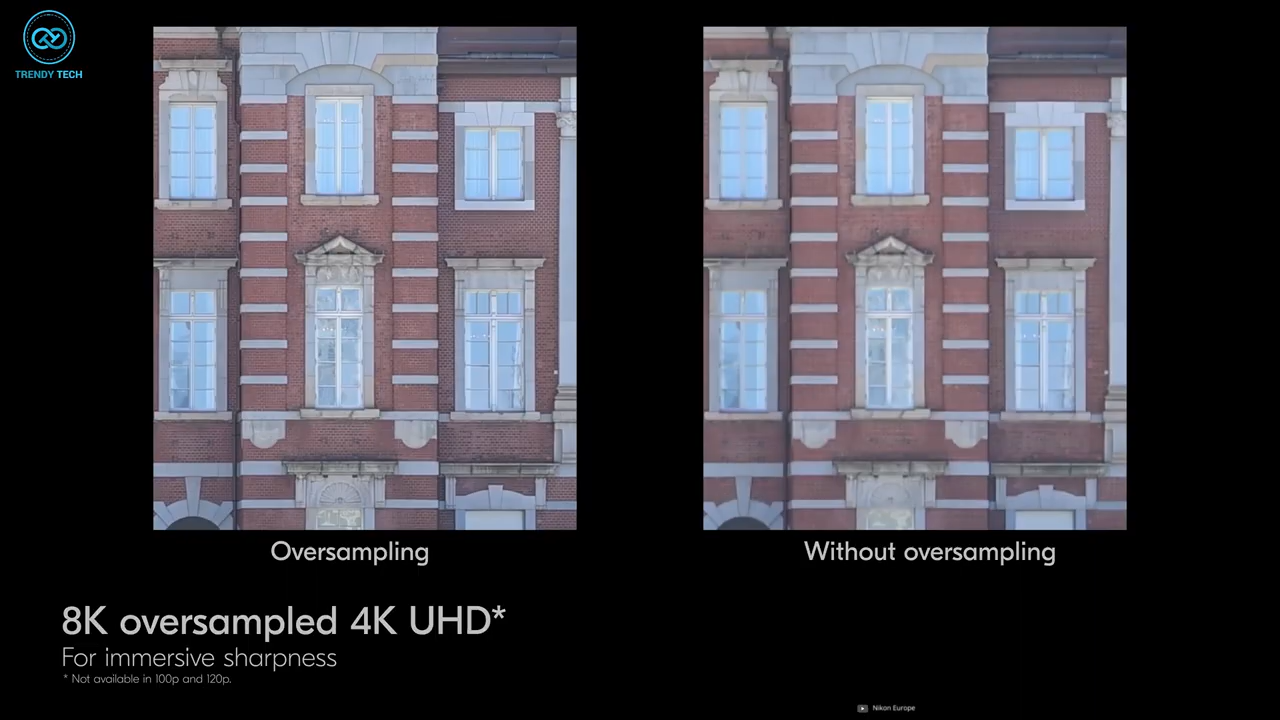 TRENDY TECH
Oversampling
Without oversampling
8K oversampled 4K UHD*
For immersive sharpness
* Not available in 100p and 120p.
Nikon Europe